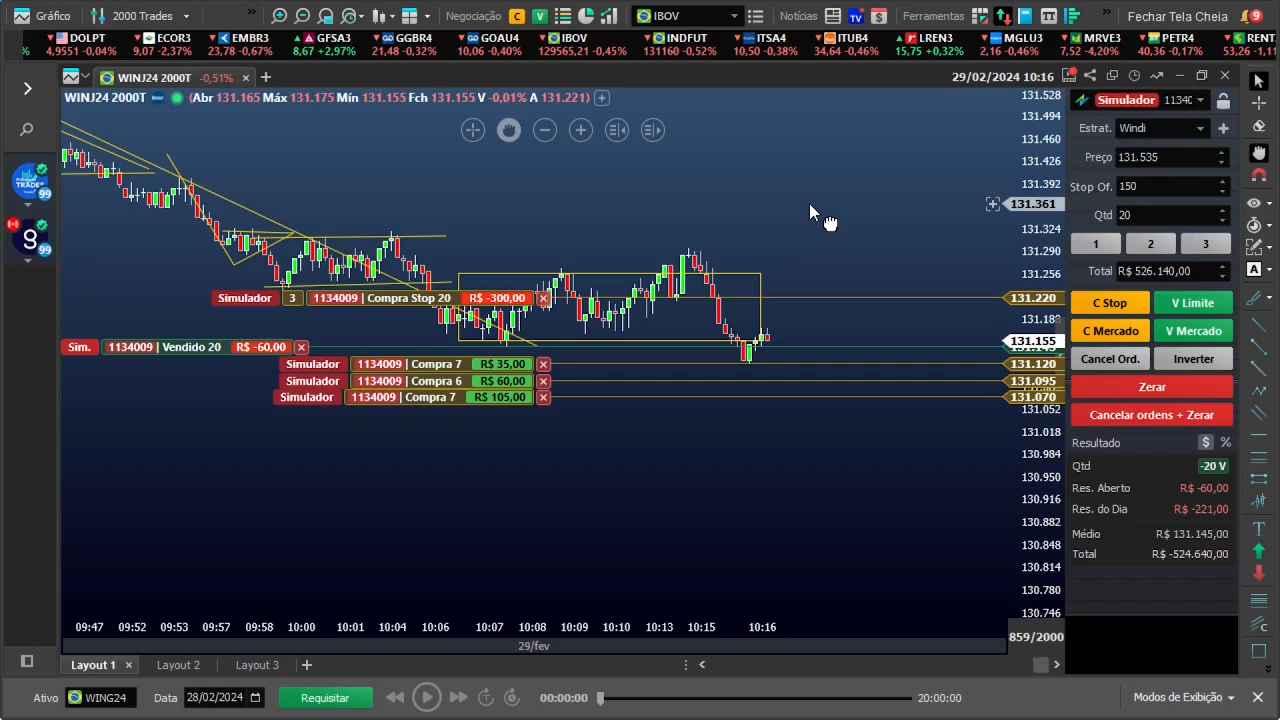 Gráfico 2000 Trades » Negociação C V IBOV Notícias TV $ Ferramentas TT » Fechar Tela Cheia 9
DOLPT ECOR3 EMBR3 GFSA3 GGBR4 GOAU4 IBOV INDFUT ITSA4 ITUB4 LREN3 MGLU3 MRVE3 PETR4 RENT
% 4,9551 -0,04% 9,07 -2,37% 23,78 -0,67% 8,67 +2,97% 21,48 -0,32% 10,06 -0,40% 129565,21 -0,45% 131160 -0,52% 10,50 -0,38% 34,64 -0,46% 15,75 +0,32% 2,16 -0,46% 7,52 -4,20% 40,36 -0,17% 53,26 -1,1
WINJ24 2000T -0,51% × + 29/02/2024 10:16
WINJ24 2000T (Abr 131.165 Máx 131.175 Mín 131.155 Fch 131.155 V -0,01% A 131.221)
131.528
131.494
131.460
131.426
131.392
131.361
131.324
131.290
131.256
131.220
131.188
131.155
131.120
131.095
131.070
131.052
131.018
130.984
130.950
130.916
130.882
130.848
130.814
130.780
130.746
Simulador 3 1134009 | Compra Stop 20 R$ -300,00 ×
Sim. 1134009 | Vendido 20 R$ -60,00 ×
Simulador 1134009 | Compra 7 R$ 35,00 ×
Simulador 1134009 | Compra 6 R$ 60,00 ×
Simulador 1134009 | Compra 7 R$ 105,00 ×
99
99
Simulador 11340
Estrat. Windi
Preço 131.535
Stop Of. 150
Qtd 20
1 2 3
Total R$ 526.140,00
C Stop V Limite
C Mercado V Mercado
Cancel Ord. Inverter
Zerar
Cancelar ordens + Zerar
Resultado $ %
Qtd -20 V
Res. Aberto R$ -60,00
Res. do Dia R$ -221,00
Médio R$ 131.145,00
Total R$ -524.640,00
09:47 09:52 09:53 09:57 09:58 10:00 10:01 10:04 10:06 10:07 10:08 10:09 10:10 10:13 10:15 10:16
29/fev
859/2000
Layout 1 × Layout 2 Layout 3 +
Ativo WING24 Data 28/02/2024 Requisitar 00:00:00 20:00:00 Modos de Exibição ×